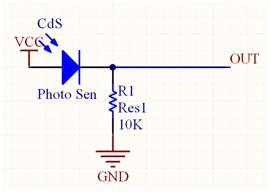 CdS
VCC
OUT
Photo Sen
R1
Res1
10K
GND